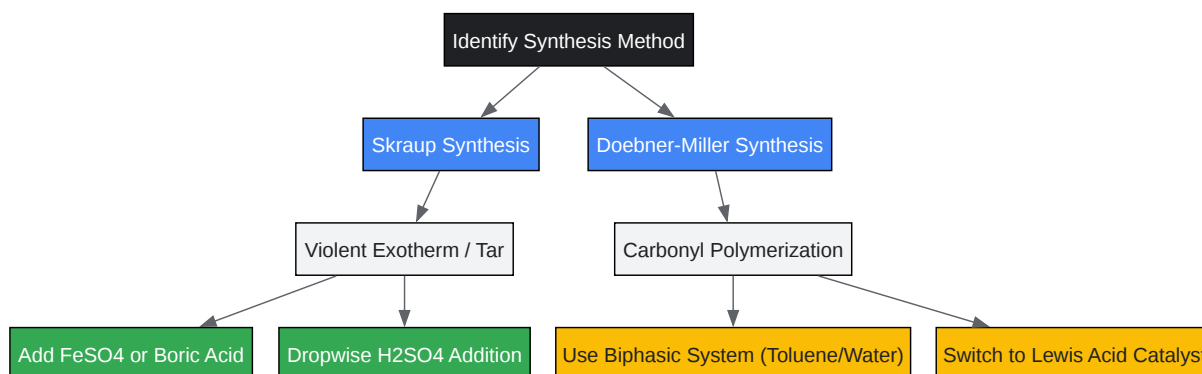 Identify Synthesis Method
Skraup Synthesis
Doebner-Miller Synthesis
Violent Exotherm / Tar
Carbonyl Polymerization
Add FeSO4 or Boric Acid
Dropwise H2SO4 Addition
Use Biphasic System (Toluene/Water)
Switch to Lewis Acid Catalyst